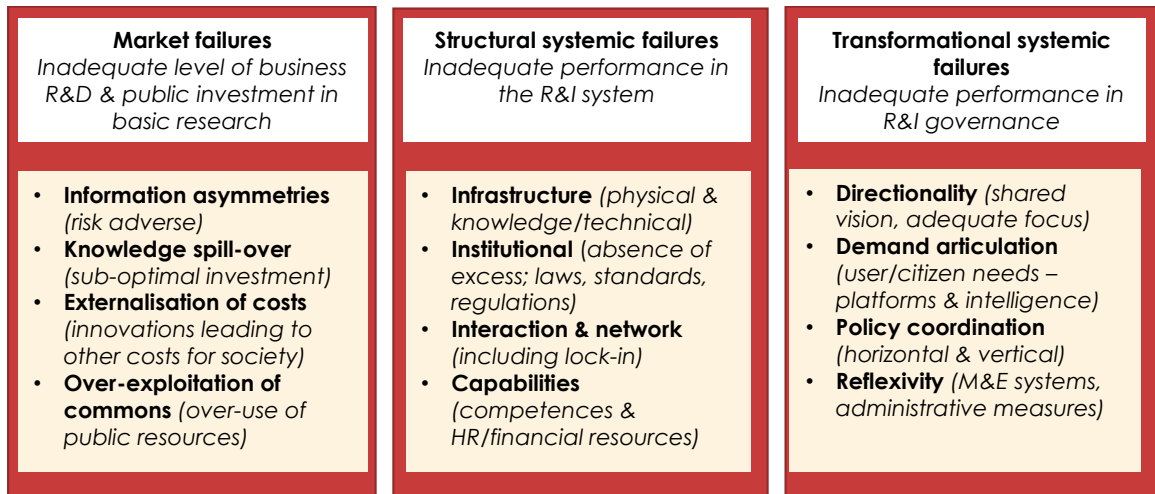 Market failures
Inadequate level of business
R&D & public investment in
basic research
• Information asymmetries
(risk adverse)
• Knowledge spill-over
(sub-optimal investment)
• Externalisation of costs
(innovations leading to
other costs for society)
• Over-exploitation of
commons (over-use of
public resources)
Structural systemic failures
Inadequate performance in
the R&I system
• Infrastructure (physical &
knowledge/technical)
• Institutional (absence of
excess; laws, standards,
regulations)
• Interaction & network
(including lock-in)
• Capabilities
(competences &
HR/financial resources)
Transformational systemic
failures
Inadequate performance in
R&I governance
• Directionality (shared
vision, adequate focus)
• Demand articulation
(user/citizen needs –
platforms & intelligence)
• Policy coordination
(horizontal & vertical)
• Reflexivity (M&E systems,
administrative measures)